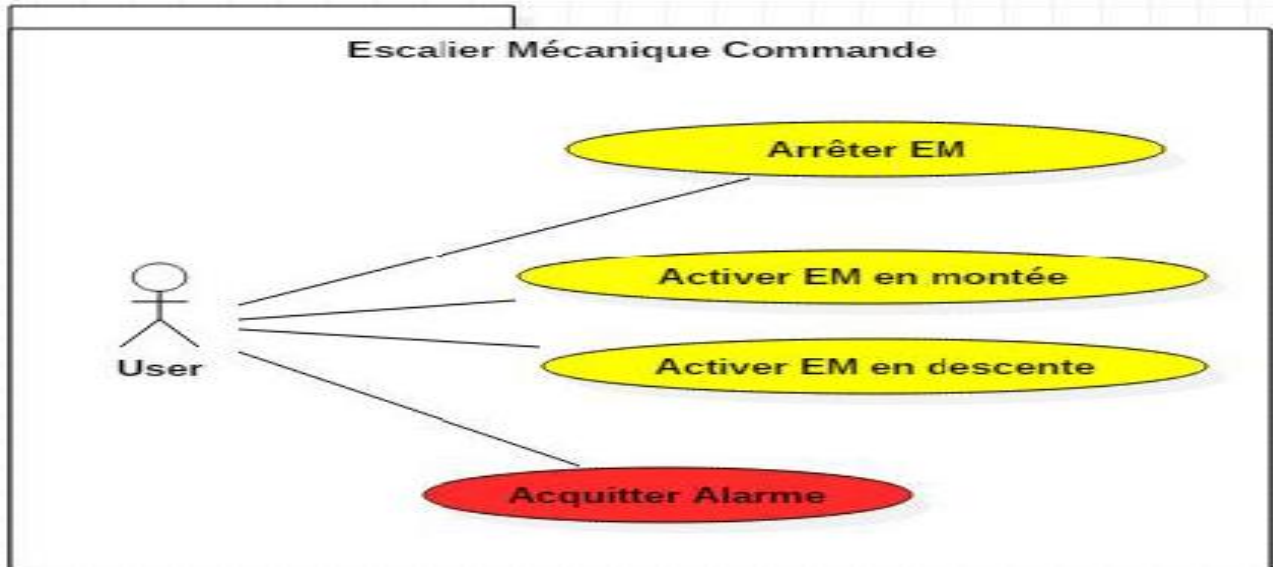 Escalier Mécanique Commande
Arrêter EM
Activer EM en montée
User
Activer EM en descente
Acquitter Alarme